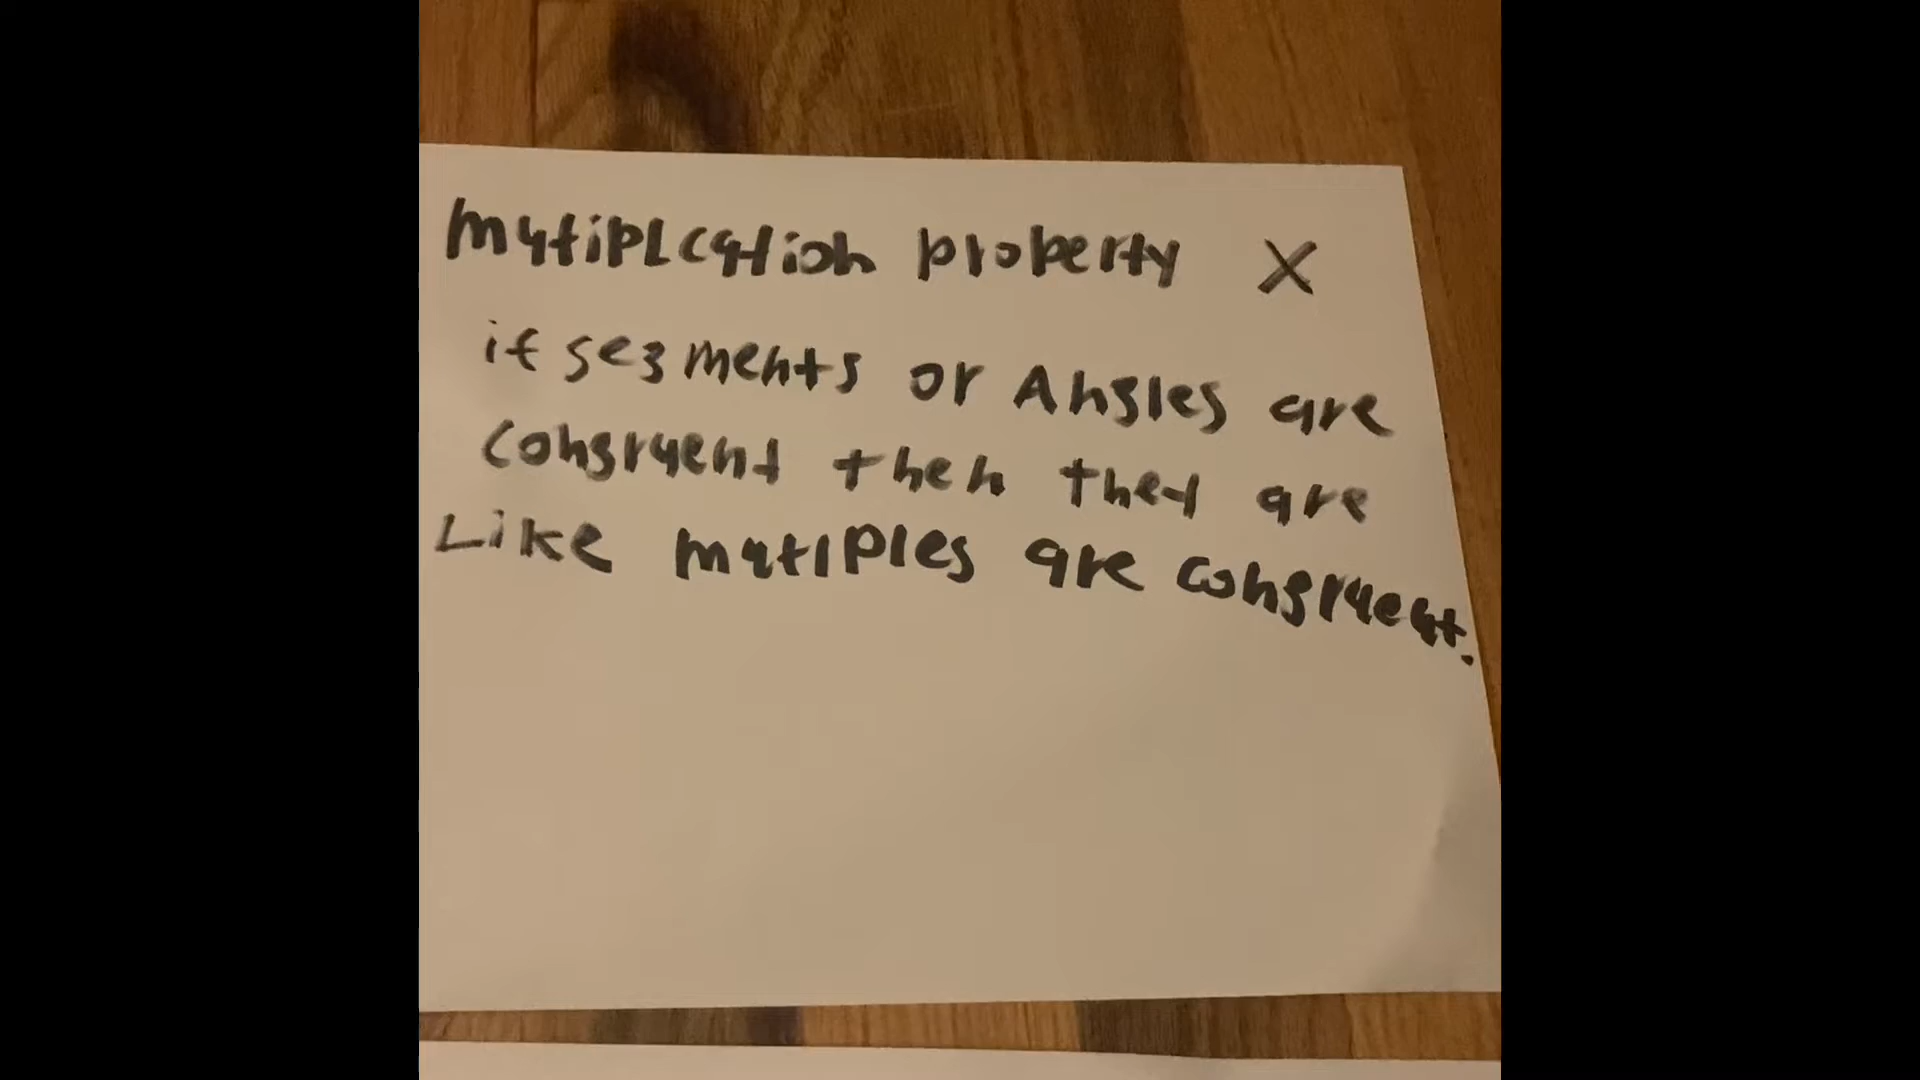 Mutiplcation property X
if segments or Angles are
congruent then they are
Like mutiples are congruent.